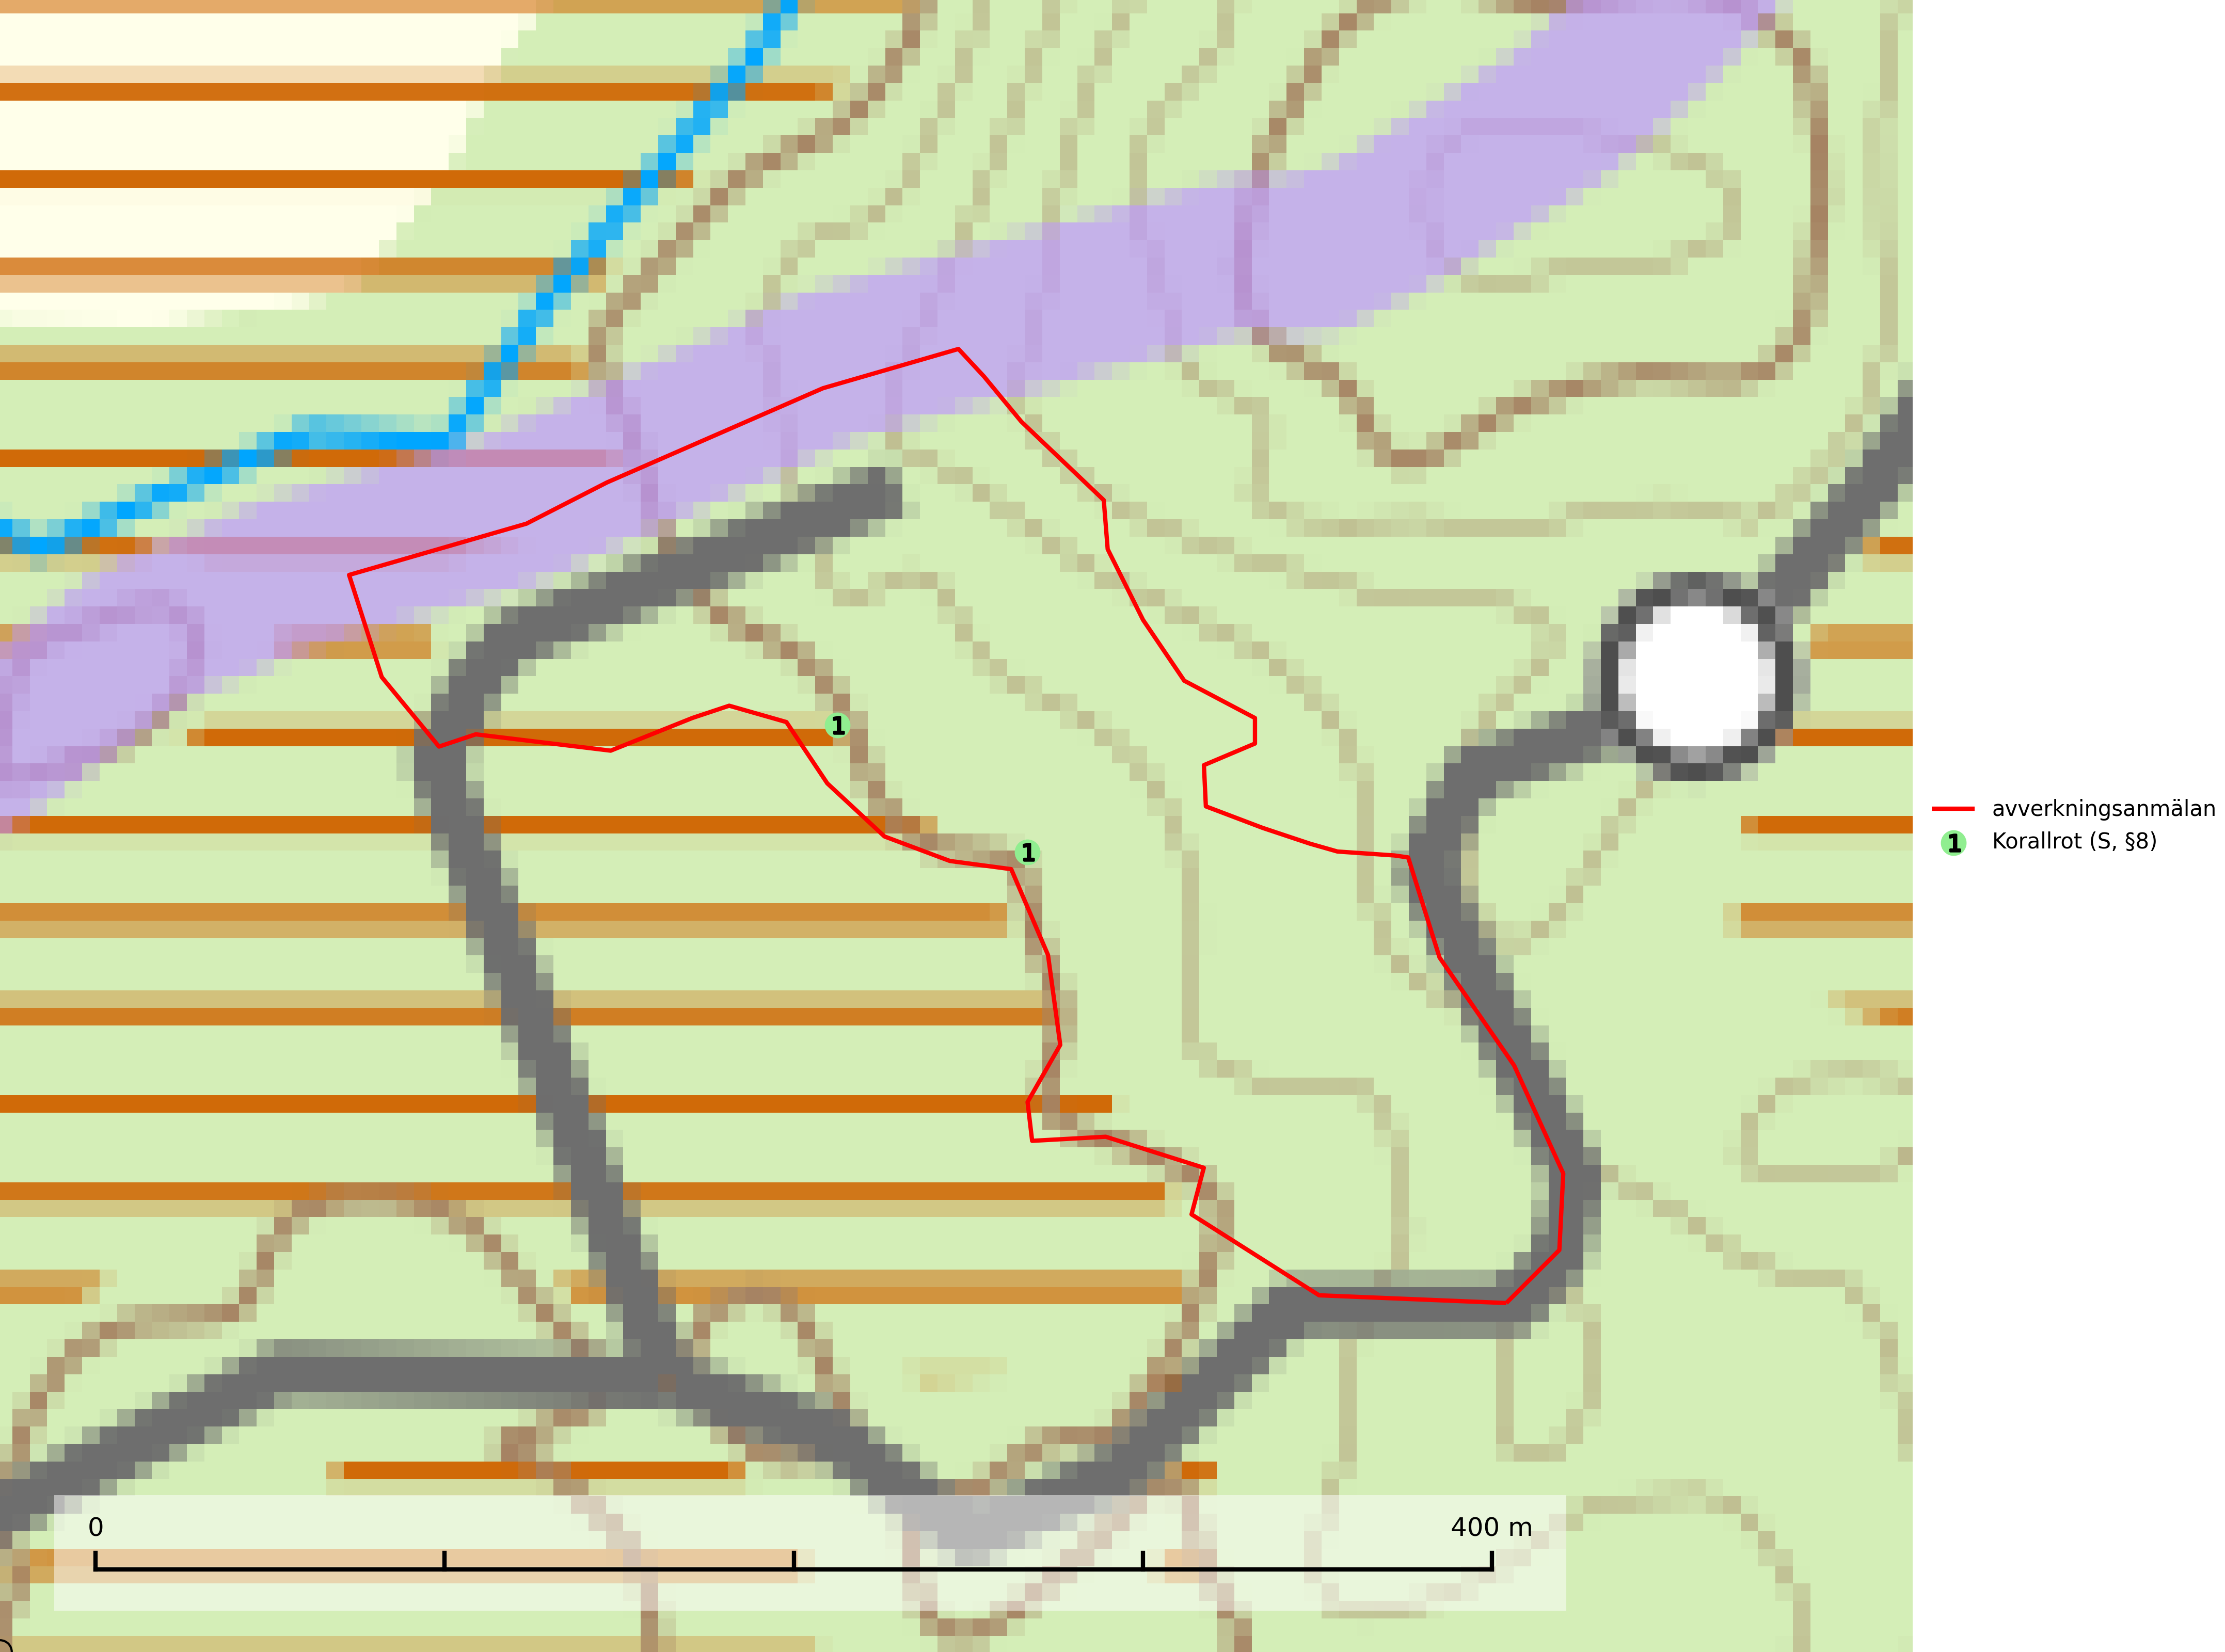 1
1
avverkningsanmälan
1 Korallrot (S, §8)
0 400 m